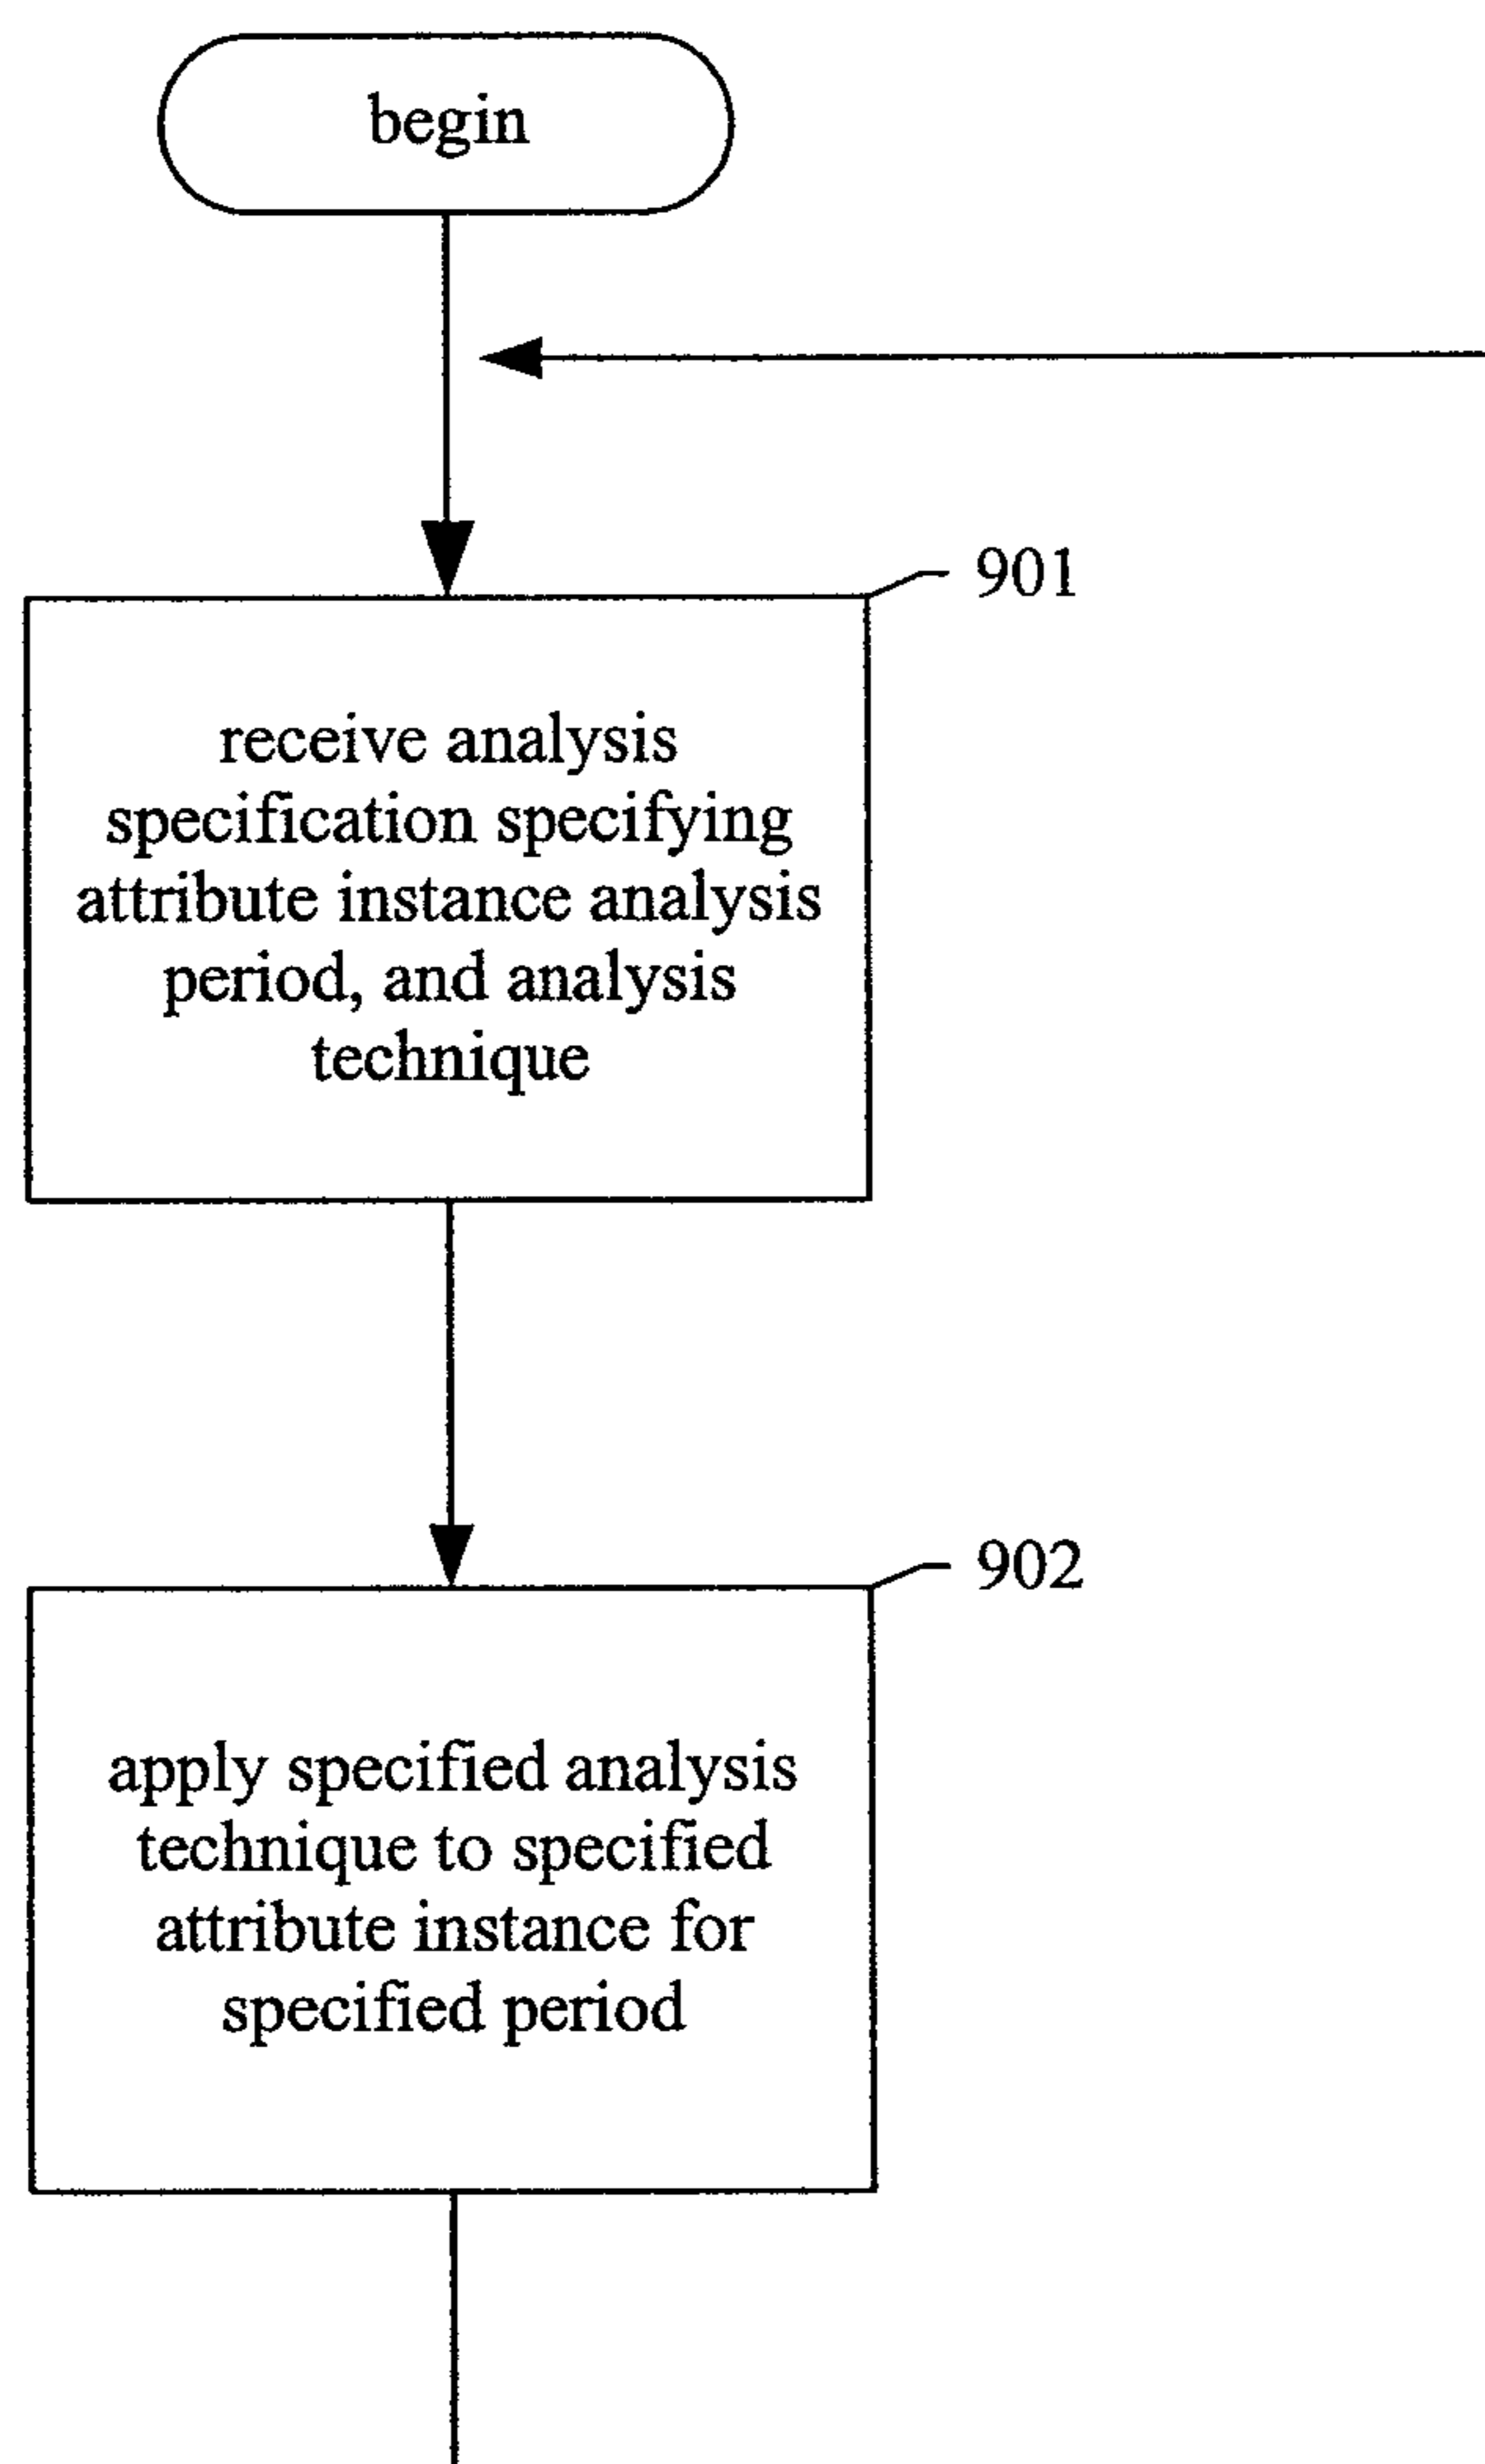 begin
901
receive analysis
specification specifying
attribute instance analysis
period, and analysis
technique
902
apply specified analysis
technique to specified
attribute instance for
specified period